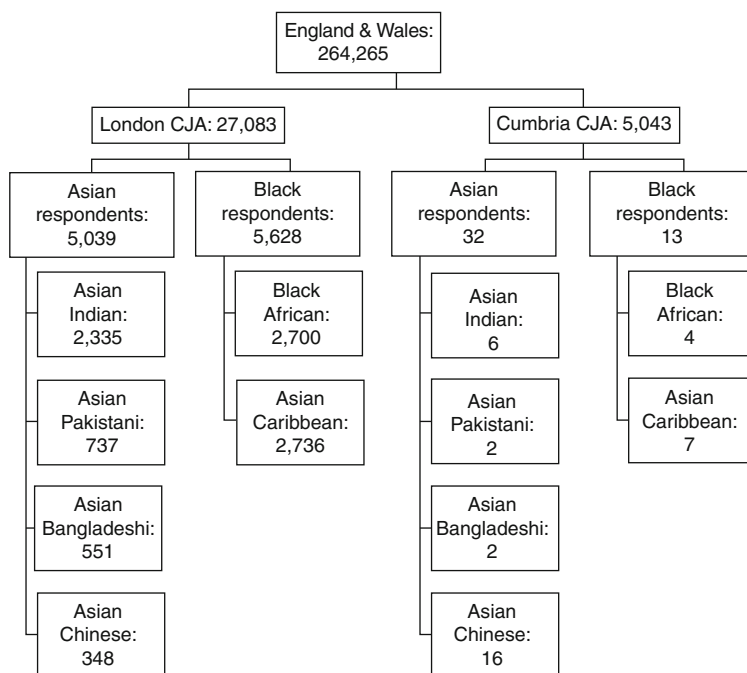 England & Wales:
264,265
London CJA: 27,083
Cumbria CJA: 5,043
Asian
respondents:
5,039
Black
respondents:
5,628
Asian
respondents:
32
Black
respondents:
13
Asian
Indian:
2,335
Black
African:
2,700
Asian
Indian:
6
Black
African:
4
Asian
Pakistani:
737
Asian
Caribbean:
2,736
Asian
Pakistani:
2
Asian
Caribbean:
7
Asian
Bangladeshi:
551
Asian
Bangladeshi:
2
Asian
Chinese:
348
Asian
Chinese:
16